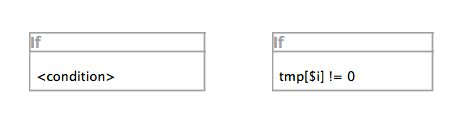 If
<condition>
If
tmp[$i] != 0